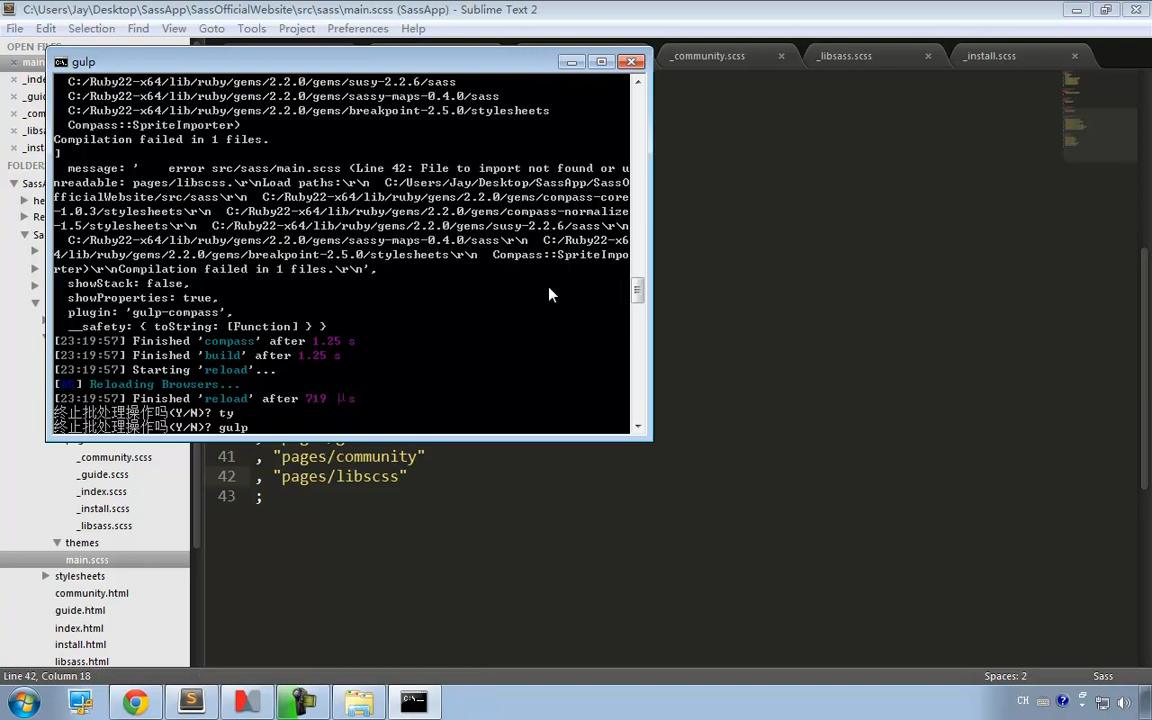 C:\Users\Jay\Desktop\SassApp\SassOfficialWebsite\src\sass\main.scss (SassApp) - Sublime Text 2
File Edit Selection Find View Goto Tools Project Preferences Help
OPEN FILES
gulp
_community.scss
_libsass.scss
_install.scss
C:/Ruby22-x64/lib/ruby/gems/2.2.0/gems/susy-2.2.6/sass
C:/Ruby22-x64/lib/ruby/gems/2.2.0/gems/sassy-maps-0.4.0/sass
C:/Ruby22-x64/lib/ruby/gems/2.2.0/gems/breakpoint-2.5.0/stylesheets
Compass::SpriteImporter)
Compilation failed in 1 files.
]
message: '    error src/sass/main.scss (Line 42: File to import not found or u
nreadable: pages/libscss.\r\nLoad paths:\r\n  C:/Users/Jay/Desktop/SassApp/SassO
fficialWebsite/src/sass\r\n  C:/Ruby22-x64/lib/ruby/gems/2.2.0/gems/compass-core
-1.0.3/stylesheets\r\n  C:/Ruby22-x64/lib/ruby/gems/2.2.0/gems/compass-normalize
-1.5/stylesheets\r\n  C:/Ruby22-x64/lib/ruby/gems/2.2.0/gems/susy-2.2.6/sass\r\n
C:/Ruby22-x64/lib/ruby/gems/2.2.0/gems/sassy-maps-0.4.0/sass\r\n  C:/Ruby22-x6
4/lib/ruby/gems/2.2.0/gems/breakpoint-2.5.0/stylesheets\r\n  Compass::SpriteImpo
rter)\r\nCompilation failed in 1 files.\r\n',
showStack: false,
showProperties: true,
plugin: 'gulp-compass',
__safety: { toString: [Function] } }
[23:19:57] Finished 'compass' after 1.25 s
[23:19:57] Finished 'build' after 1.25 s
[23:19:57] Starting 'reload'...
[BS] Reloading Browsers...
[23:19:57] Finished 'reload' after 719 μs
终止批处理操作吗(Y/N)? ty
终止批处理操作吗(Y/N)? gulp
41 , "pages/community"
42 , "pages/libscss"
43 ;
_community.scss
_guide.scss
_index.scss
_install.scss
_libsass.scss
themes
main.scss
stylesheets
community.html
guide.html
index.html
install.html
libsass.html
Line 42, Column 18
Spaces: 2
Sass
CH